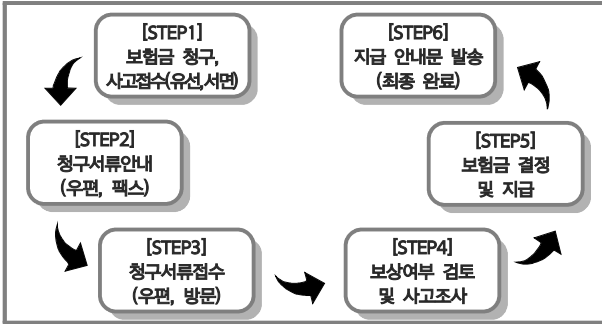 [STEP1]
보험금 청구,
사고접수(유선,서면)
[STEP2]
청구서류안내
(우편, 팩스)
[STEP3]
청구서류접수
(우편, 방문)
[STEP4]
보상여부 검토
및 사고조사
[STEP5]
보험금 결정
및 지급
[STEP6]
지급 안내문 발송
(최종 완료)